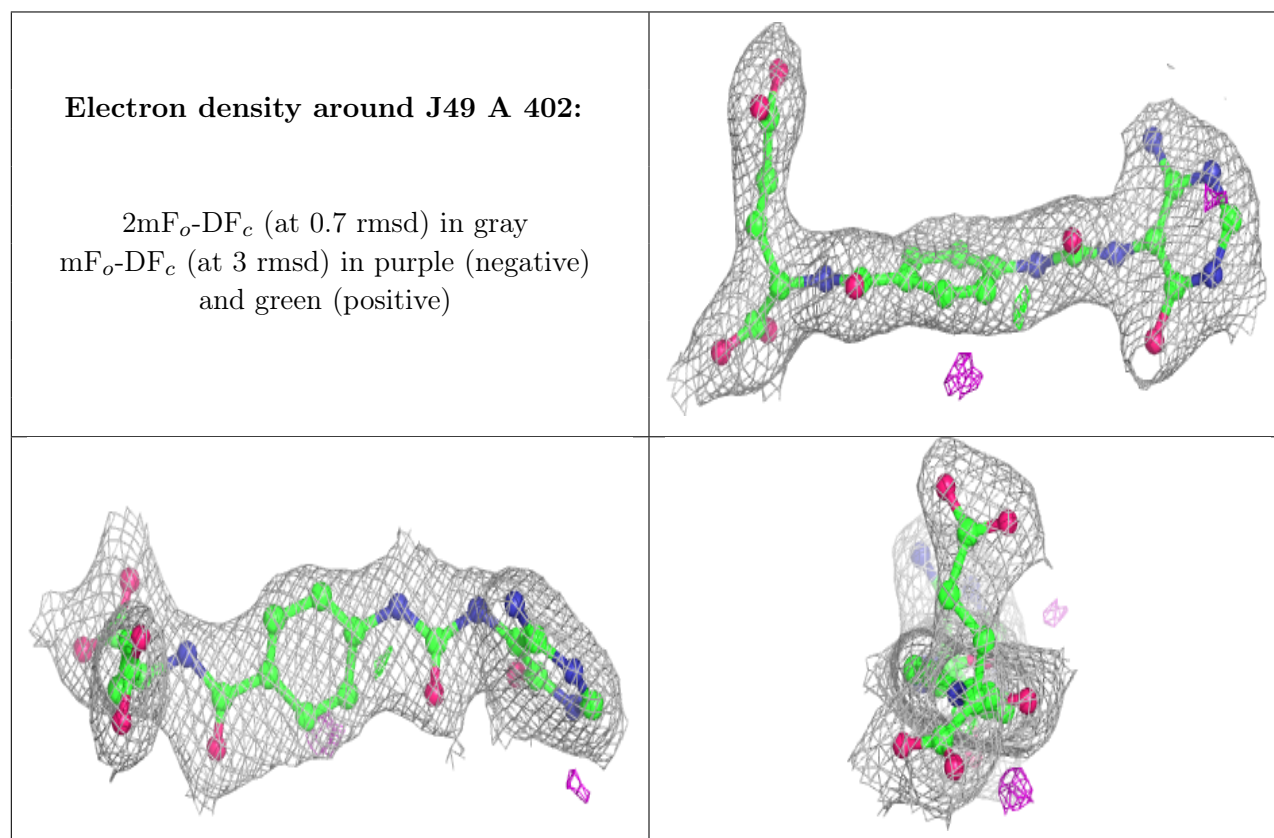 Electron density around J49 A 402:
2mFo-DFc (at 0.7 rmsd) in gray
mFo-DFc (at 3 rmsd) in purple (negative)
and green (positive)